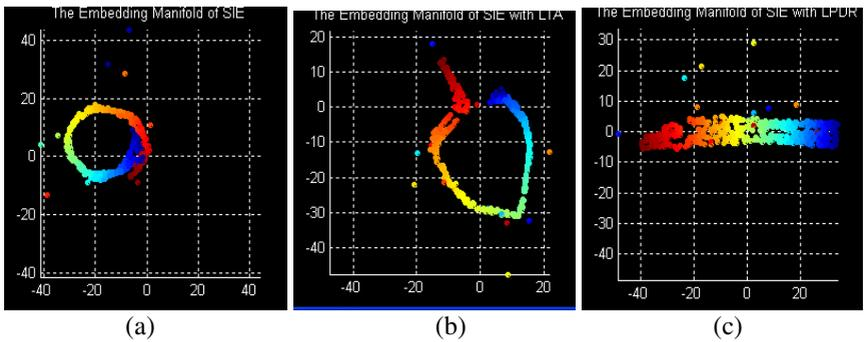 The Embedding Manifold of SIE
40
20
0
-20
-40
-40 -20 0 20 40
The Embedding Manifold of SIE with LTA
20
10
0
-10
-20
-30
-40
-40 -20 0 20
The Embedding Manifold of SIE with LPDR
30
20
10
0
-10
-20
-30
-40
-40 -20 0 20
(a) (b) (c)